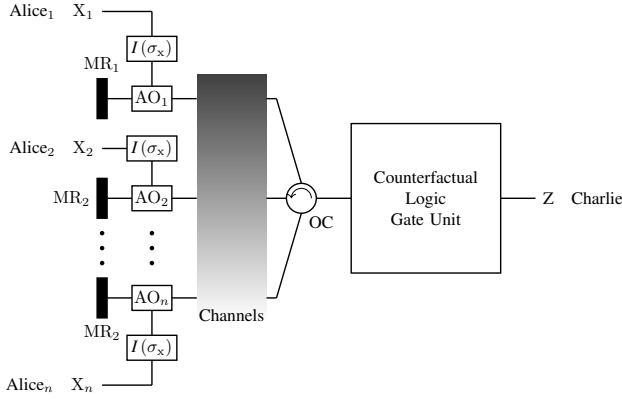 Alice₁ X₁
I(σₓ)
MR₁
AO₁
Alice₂ X₂ I(σₓ)
MR₂
AO₂
OC
Counterfactual
Logic
Gate Unit
Z Charlie
AOₙ
MR₂
Channels
I(σₓ)
Aliceₙ Xₙ